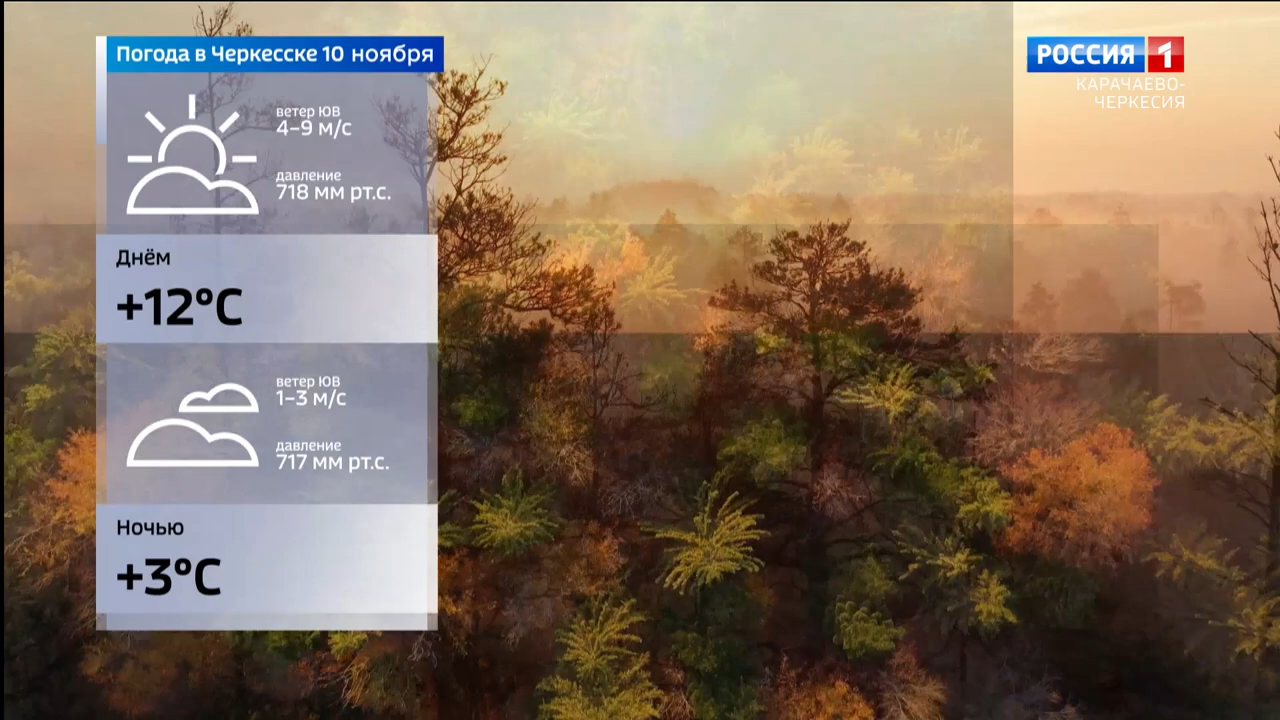 Погода в Черкесске 10 ноября
РОССИЯ 1
КАРАЧАЕВО-
ЧЕРКЕСИЯ
ветер ЮВ
4–9 м/с
давление
718 мм рт.с.
Днём
+12°C
ветер ЮВ
1–3 м/с
давление
717 мм рт.с.
Ночью
+3°C